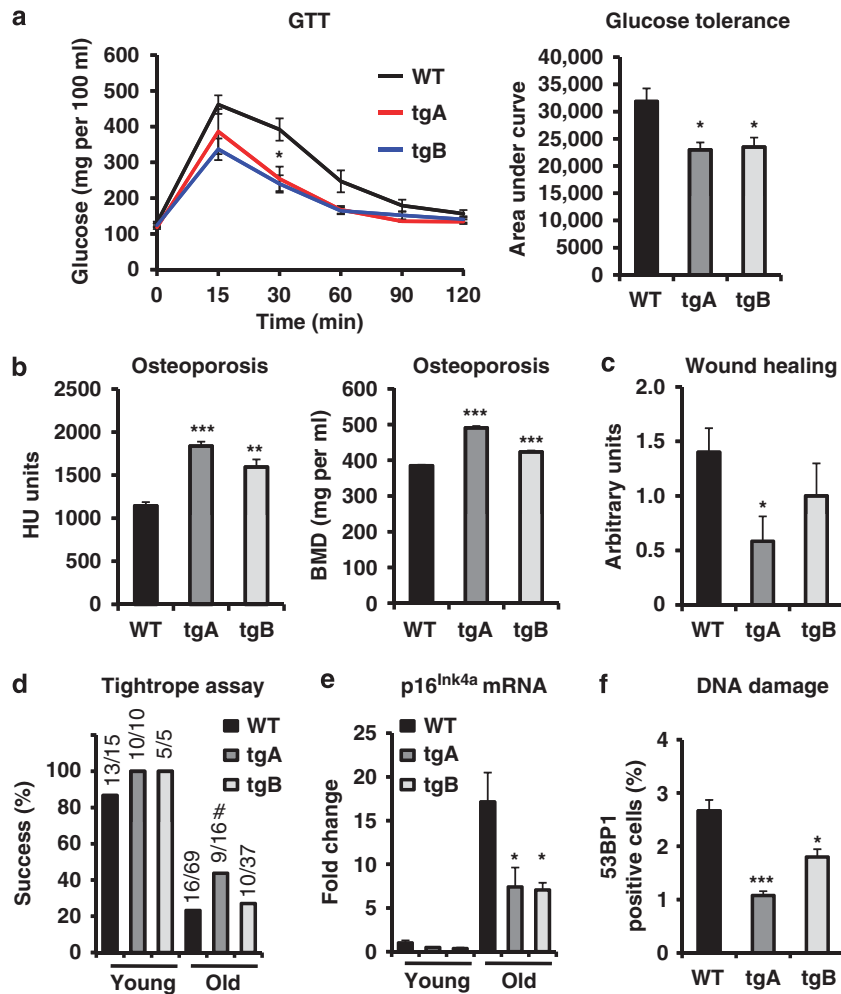 a
GTT
Glucose (mg per 100 ml)
600
500
400
300
200
100
0
*
WT
tgA
tgB
0 15 30 60 90 120
Time (min)
Glucose tolerance
Area under curve
40,000
35,000
30,000
25,000
20,000
15,000
10,000
5000
0
* *
WT tgA tgB
b
Osteoporosis
HU units
2500
2000
1500
1000
500
0
*** **
WT tgA tgB
Osteoporosis
BMD (mg per ml)
600
500
400
300
200
100
0
*** ***
WT tgA tgB
c
Wound healing
Arbitrary units
2.0
1.5
1.0
0.5
0
*
WT tgA tgB
d
Tightrope assay
Success (%)
100
80
60
40
20
0
13/15
10/10
5/5
16/69
9/16 #
10/37
WT
tgA
tgB
Young Old
e
p16Ink4a mRNA
Fold change
25
20
15
10
5
0
WT
tgA
tgB
* *
Young Old
f
DNA damage
53BP1
positive cells (%)
4
3
2
1
0
*** *
WT tgA tgB